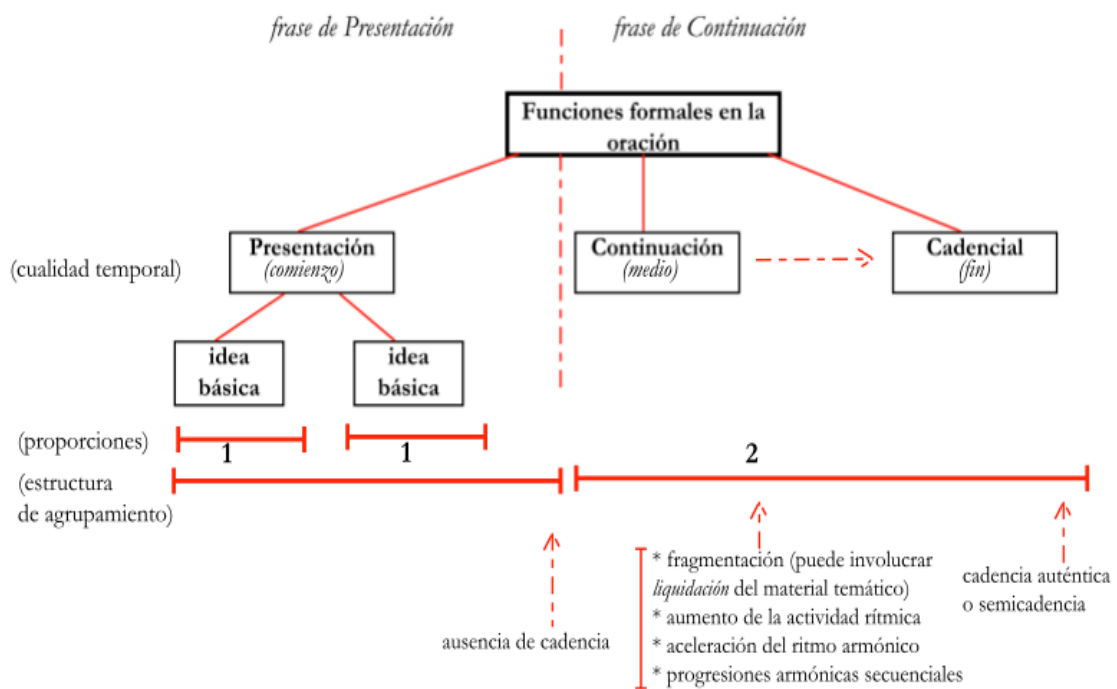 frase de Presentación
frase de Continuación
Funciones formales en la
oración
(cualidad temporal)
Presentación
(comienzo)
Continuación
(medio)
Cadencial
(fin)
idea
básica
idea
básica
(proporciones)
1
1
2
(estructura
de agrupamiento)
ausencia de cadencia
* fragmentación (puede involucrar
liquidación del material temático)
* aumento de la actividad rítmica
* aceleración del ritmo armónico
* progresiones armónicas secuenciales
cadencia auténtica
o semicadencia